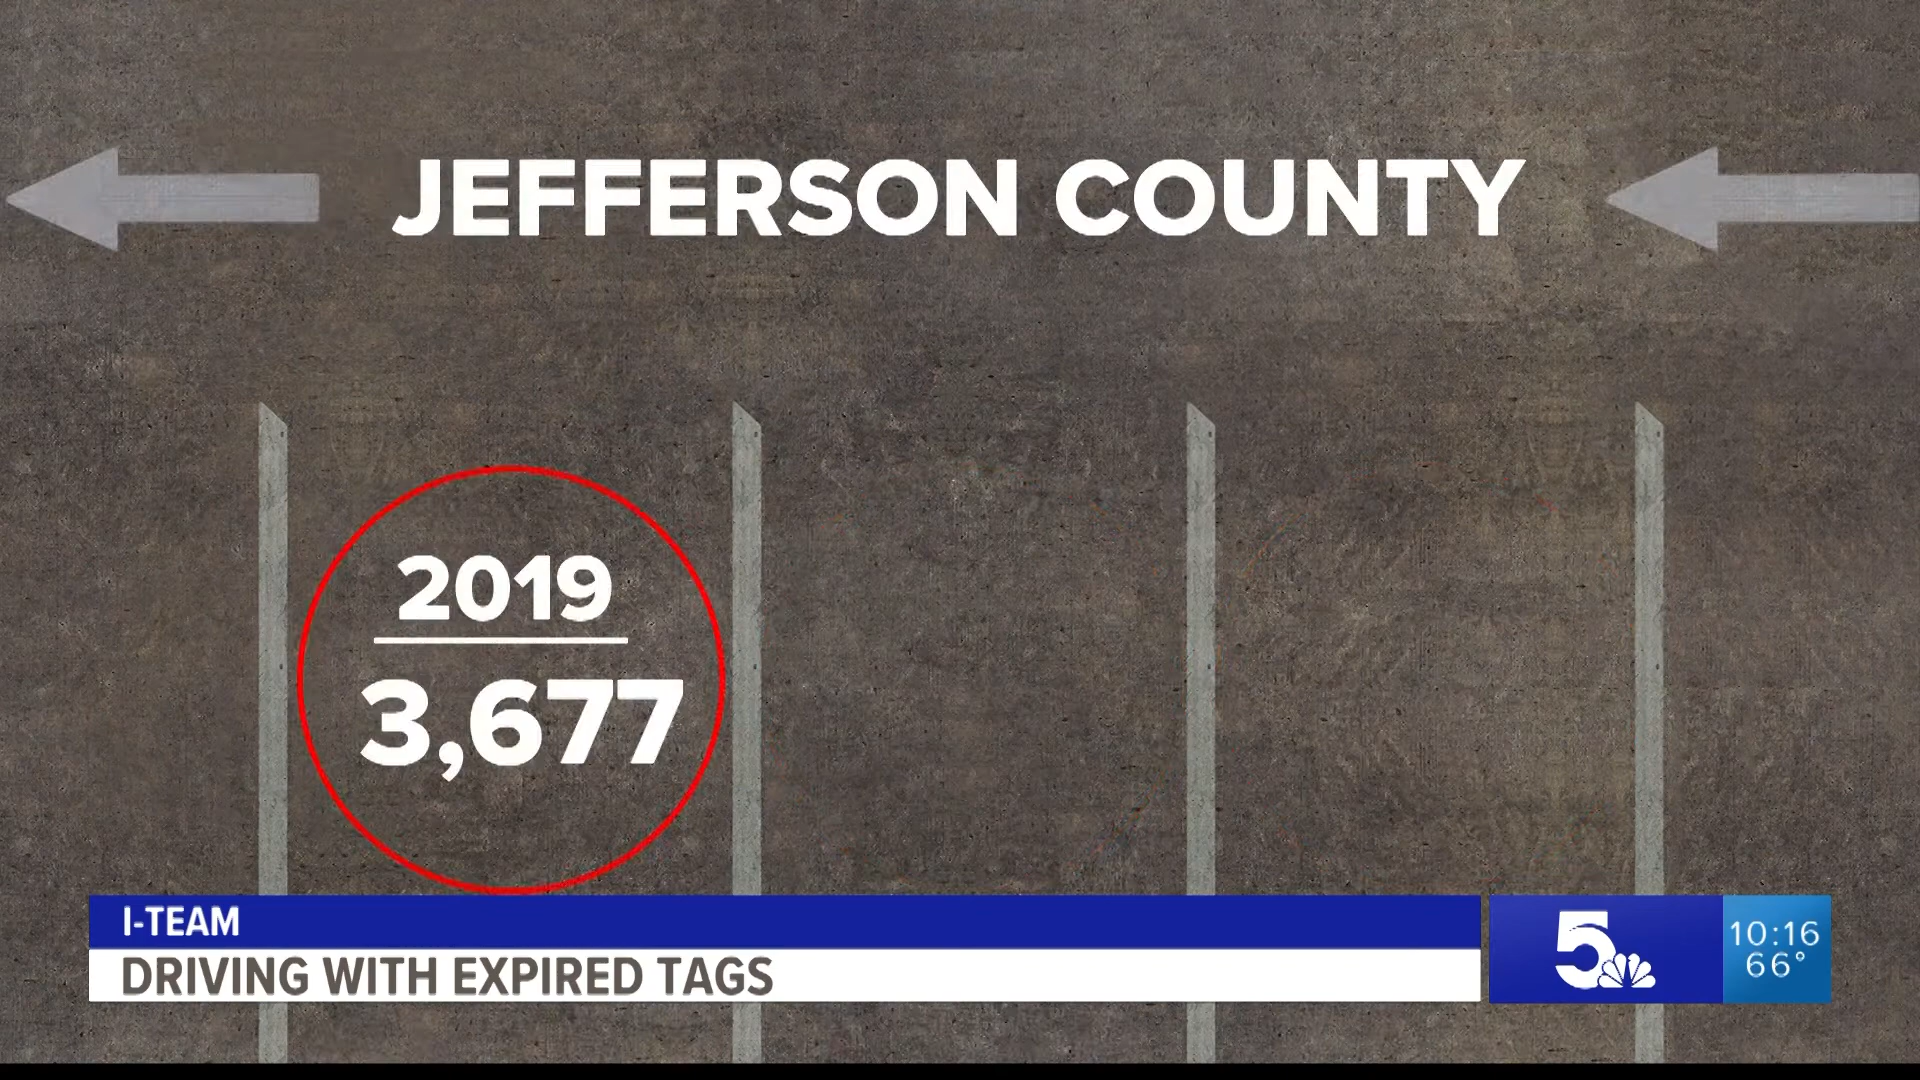 JEFFERSON COUNTY
2019
3,677
I-TEAM
DRIVING WITH EXPIRED TAGS
5
10:16
66°